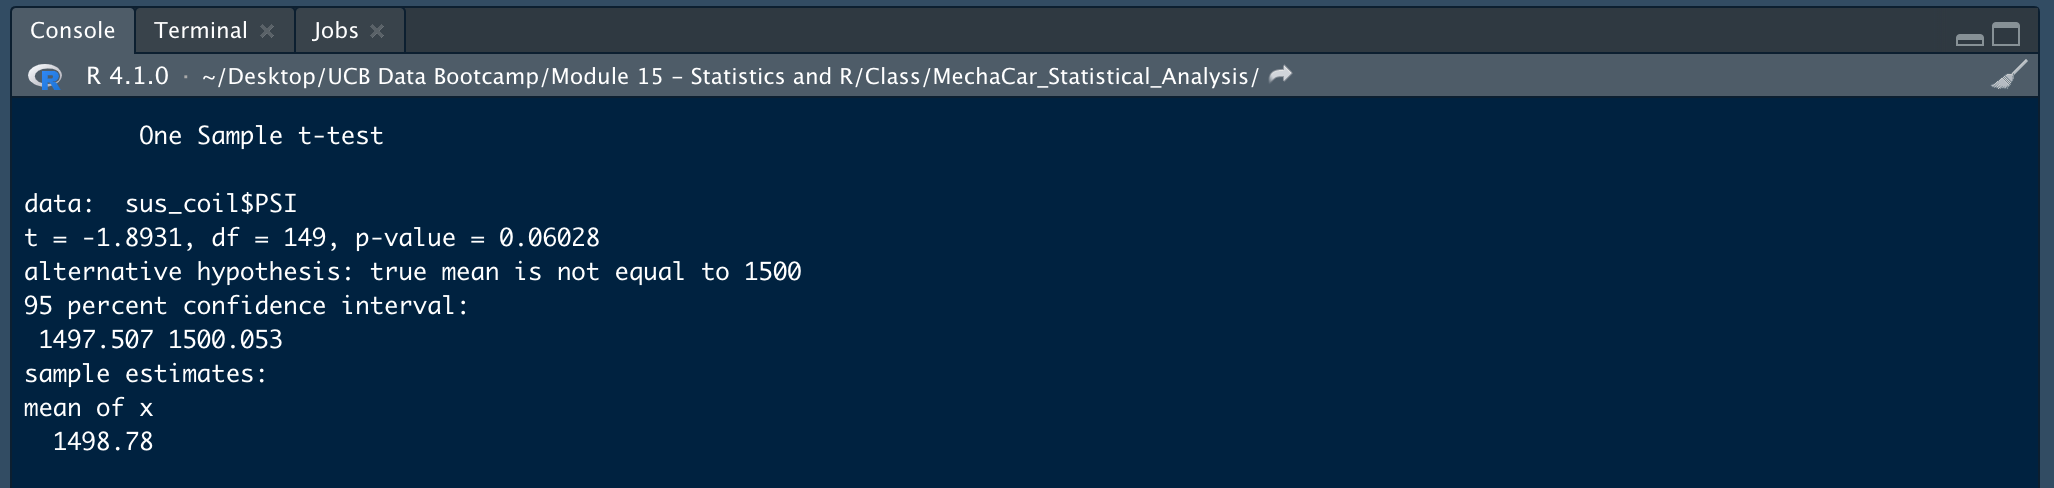 Console Terminal Jobs
R 4.1.0 · ~/Desktop/UCB Data Bootcamp/Module 15 – Statistics and R/Class/MechaCar_Statistical_Analysis/
One Sample t-test
data:  sus_coil$PSI
t = -1.8931, df = 149, p-value = 0.06028
alternative hypothesis: true mean is not equal to 1500
95 percent confidence interval:
1497.507 1500.053
sample estimates:
mean of x
1498.78